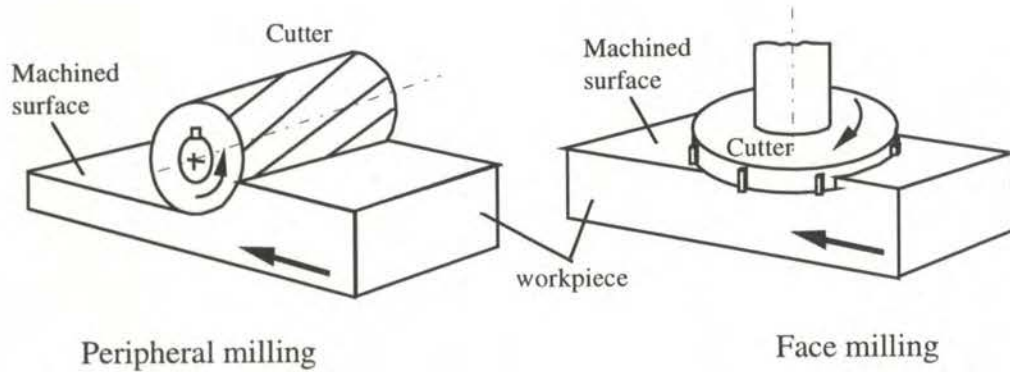 Cutter
Machined
surface
Machined
surface
Cutter
workpiece
Peripheral milling
Face milling